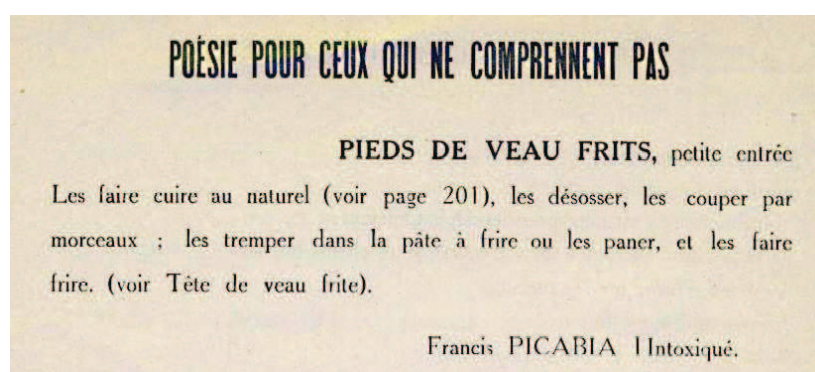 POÉSIE POUR CEUX QUI NE COMPRENNENT PAS
PIEDS DE VEAU FRITS, petite entrée
Les faire cuire au naturel (voir page 201), les désosser, les couper par
morceaux ; les tremper dans la pâte à frire ou les paner, et les faire
frire. (voir Tête de veau frite).
Francis PICABIA l Intoxiqué.